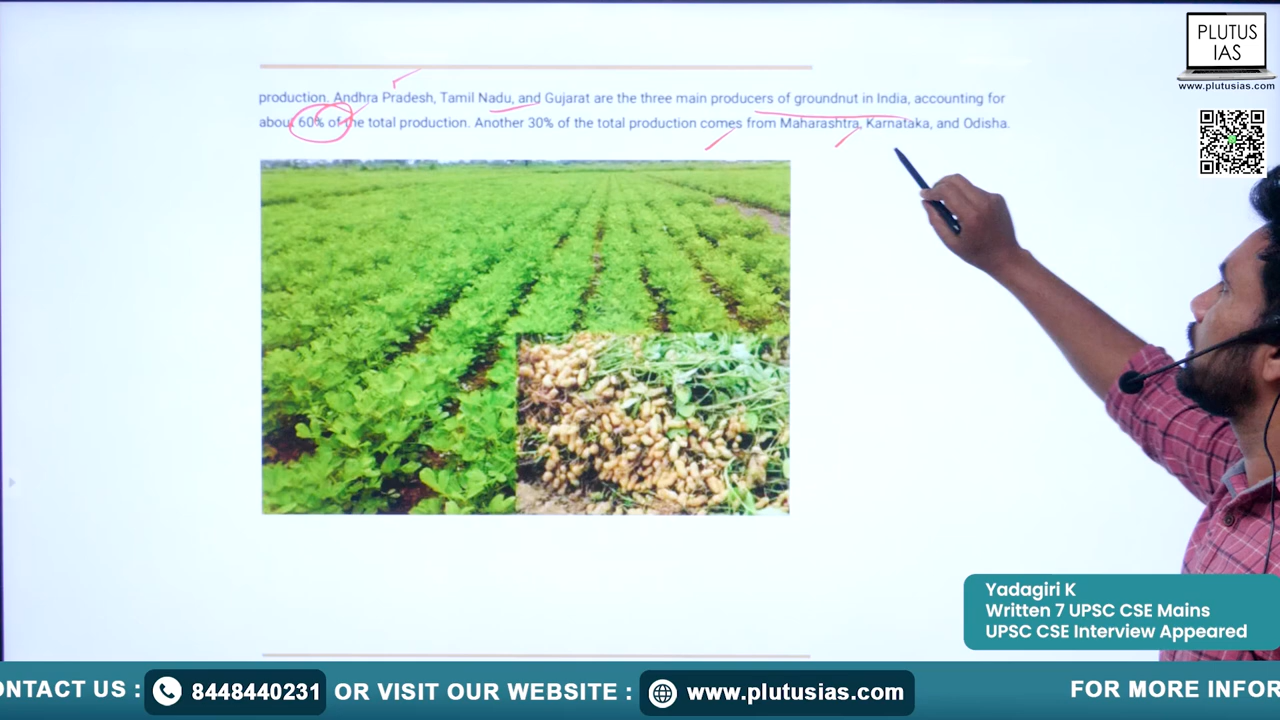 PLUTUS
IAS
www.plutusias.com
production. Andhra Pradesh, Tamil Nadu, and Gujarat are the three main producers of groundnut in India, accounting for
about 60% of the total production. Another 30% of the total production comes from Maharashtra, Karnataka, and Odisha.
Yadagiri K
Written 7 UPSC CSE Mains
UPSC CSE Interview Appeared
ONTACT US : 8448440231 OR VISIT OUR WEBSITE : www.plutusias.com FOR MORE INFOR